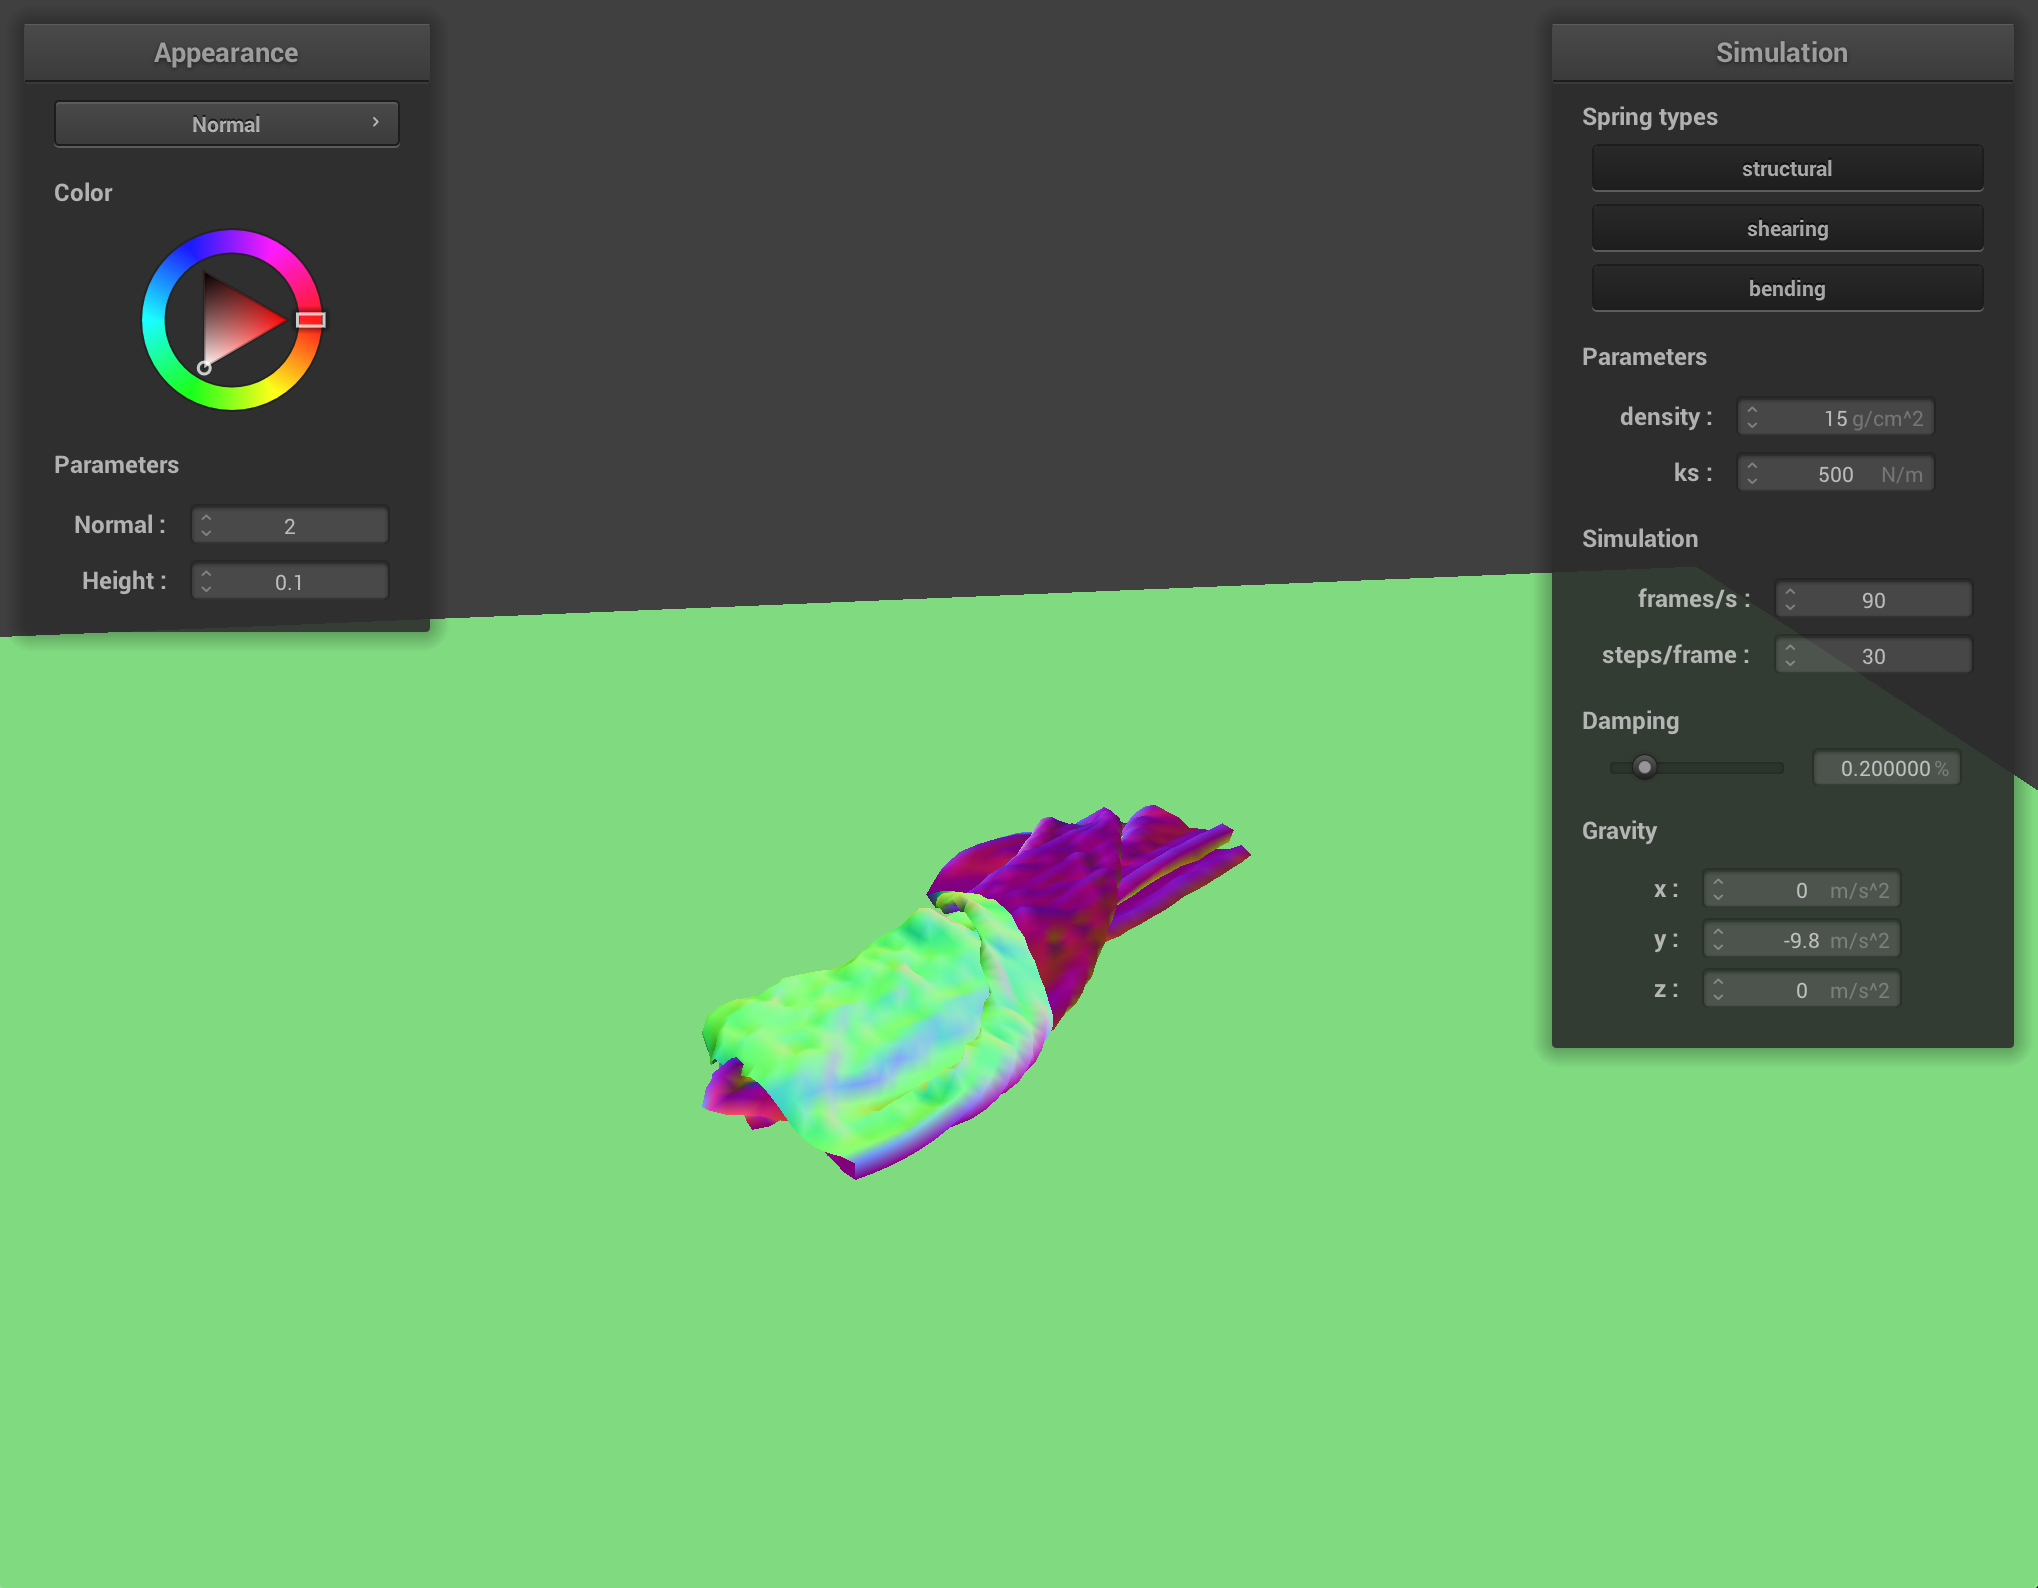 Appearance
Normal
Color
Parameters
Normal : 2
Height : 0.1
Simulation
Spring types
structural
shearing
bending
Parameters
density : 15 g/cm^2
ks : 500 N/m
Simulation
frames/s : 90
steps/frame : 30
Damping
0.200000 %
Gravity
x : 0 m/s^2
y : -9.8 m/s^2
z : 0 m/s^2